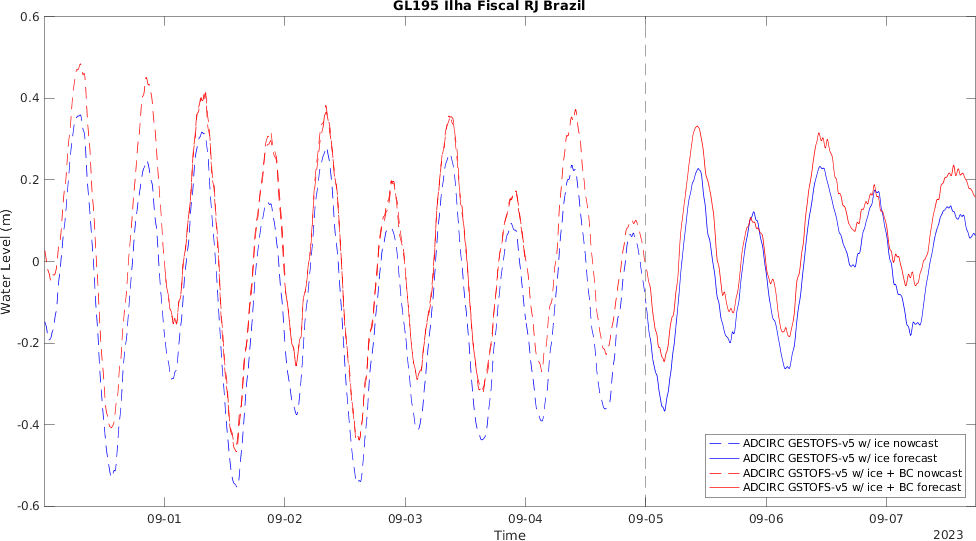 GL195 Ilha Fiscal RJ Brazil
0.6
0.4
0.2
0
-0.2
-0.4
-0.6
Water Level (m)
09-01
09-02
09-03
09-04
09-05
09-06
09-07
Time
2023
ADCIRC GESTOFS-v5 w/ ice nowcast
ADCIRC GESTOFS-v5 w/ ice forecast
ADCIRC GSTOFS-v5 w/ ice + BC nowcast
ADCIRC GSTOFS-v5 w/ ice + BC forecast